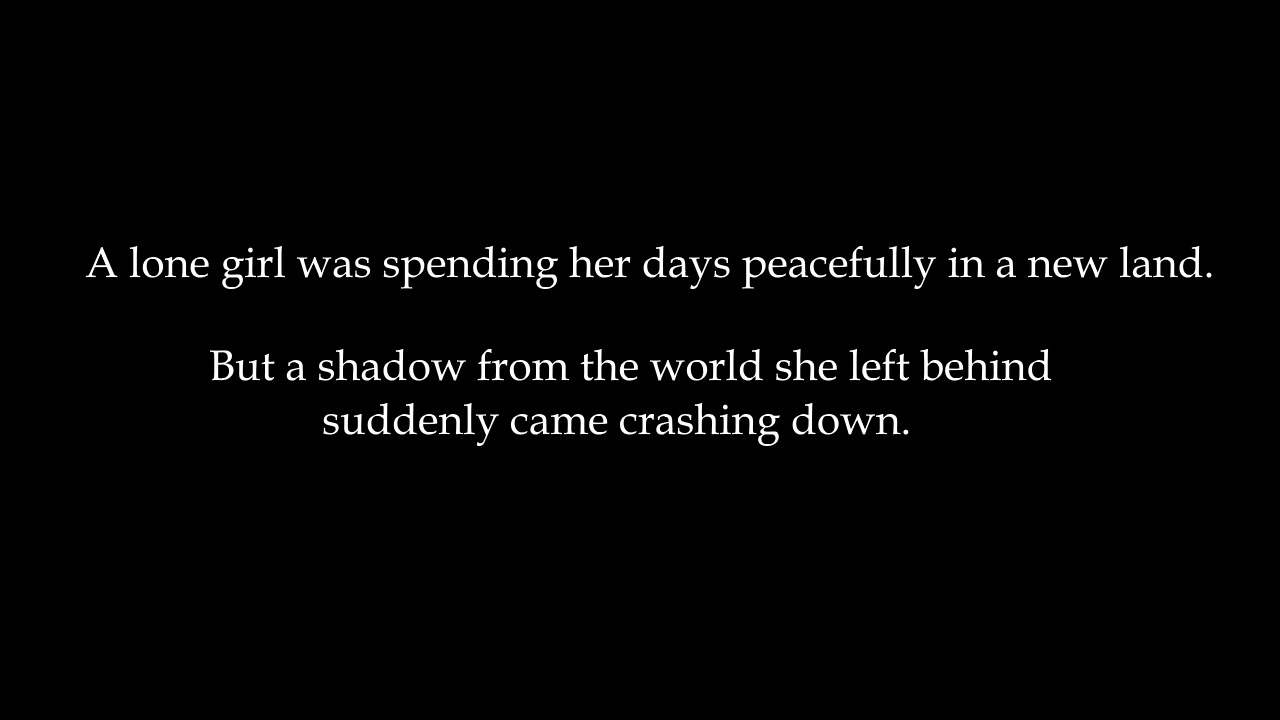 A lone girl was spending her days peacefully in a new land.
But a shadow from the world she left behind
suddenly came crashing down.